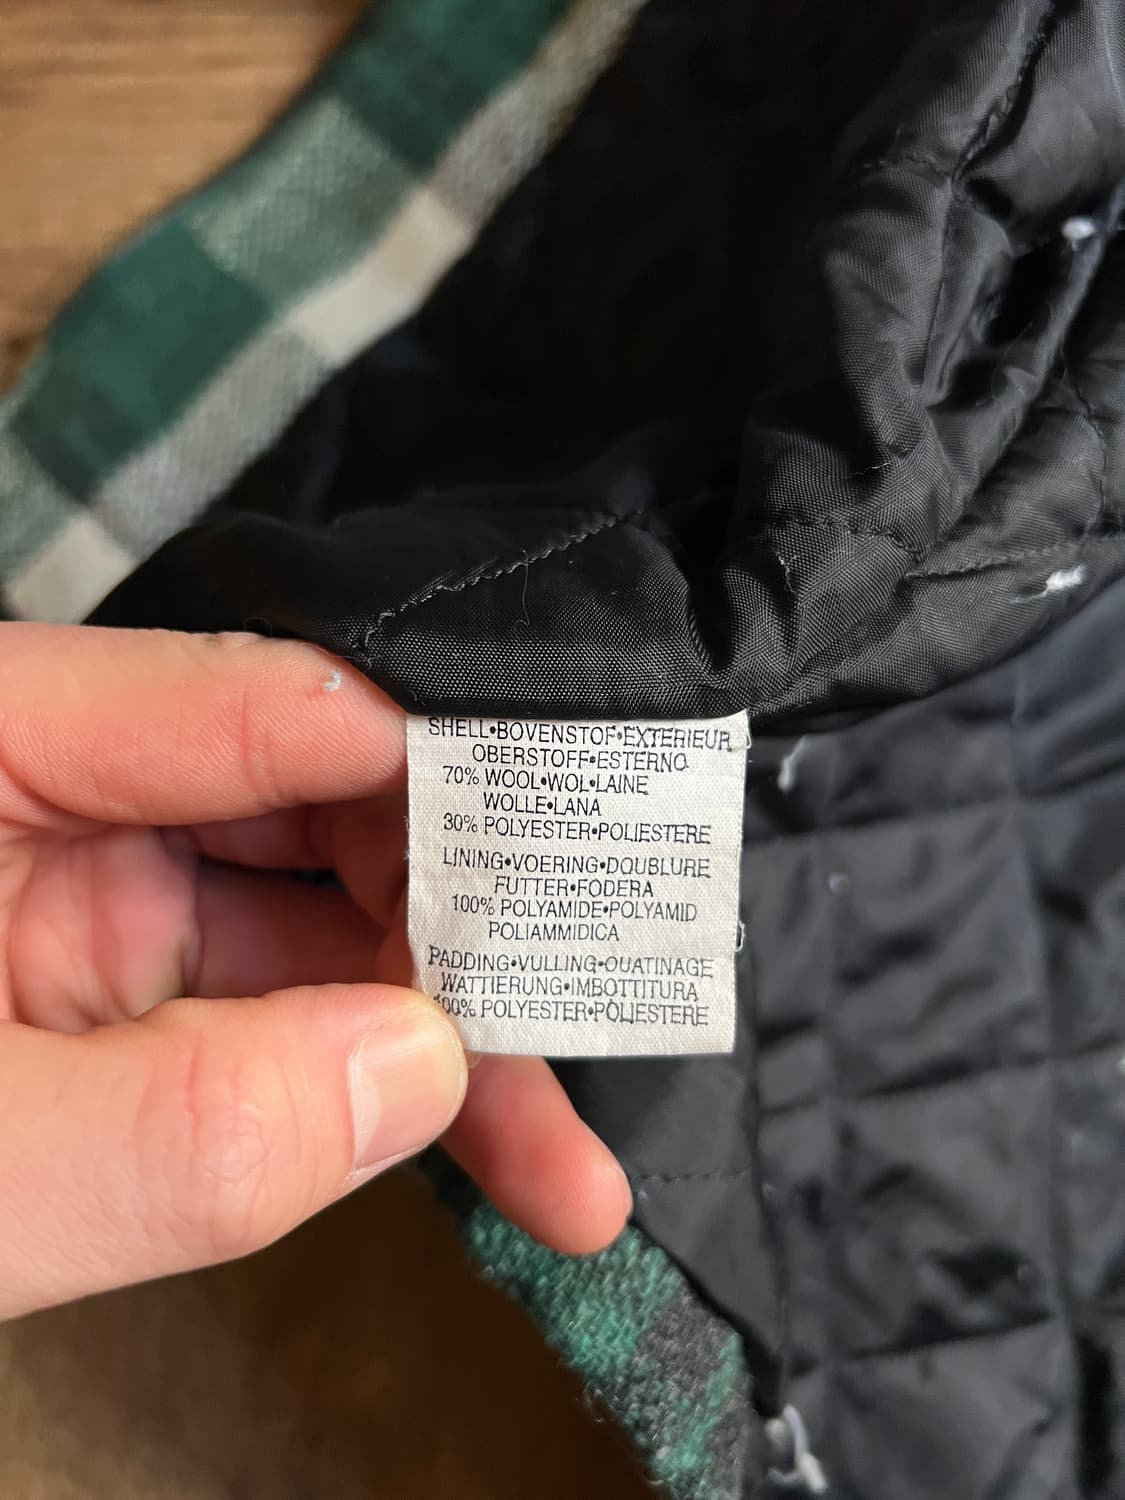 SHELL•BOVENSTOF•EXTERIEUR
OBERSTOFF•ESTERNO
70% WOOL•WOL•LAINE
WOLLE•LANA
30% POLYESTER•POLIESTERE
LINING•VOERING•DOUBLURE
FUTTER•FODERA
100% POLYAMIDE•POLYAMID
POLIAMMIDICA
PADDING•VULLING•OUATINAGE
WATTIERUNG•IMBOTTITURA
100% POLYESTER•POLIESTERE